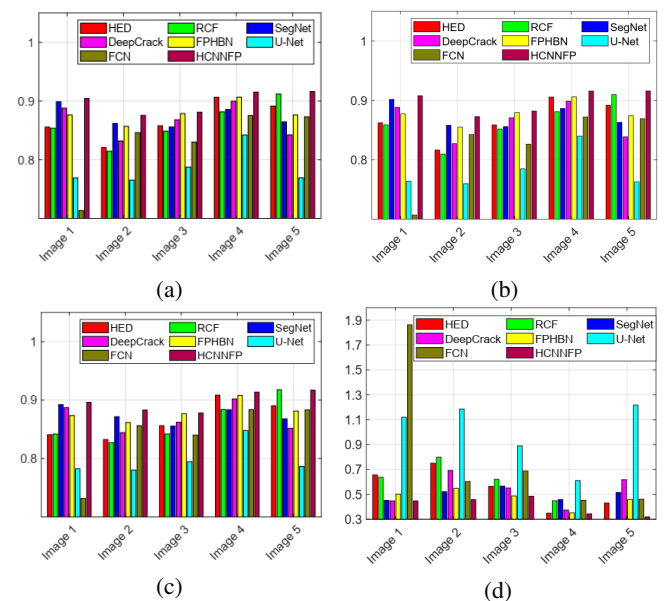 1
0.9
0.8
HED RCF SegNet
DeepCrack FPHBN U-Net
FCN HCNNFP
Image 1 Image 2 Image 3 Image 4 Image 5
(a)
1
0.9
0.8
HED RCF SegNet
DeepCrack FPHBN U-Net
FCN HCNNFP
Image 1 Image 2 Image 3 Image 4 Image 5
(b)
1
0.9
0.8
HED RCF SegNet
DeepCrack FPHBN U-Net
FCN HCNNFP
Image 1 Image 2 Image 3 Image 4 Image 5
(c)
1.9
1.7
1.5
1.3
1.1
0.9
0.7
0.5
0.3
HED RCF SegNet
DeepCrack FPHBN U-Net
FCN HCNNFP
Image 1 Image 2 Image 3 Image 4 Image 5
(d)